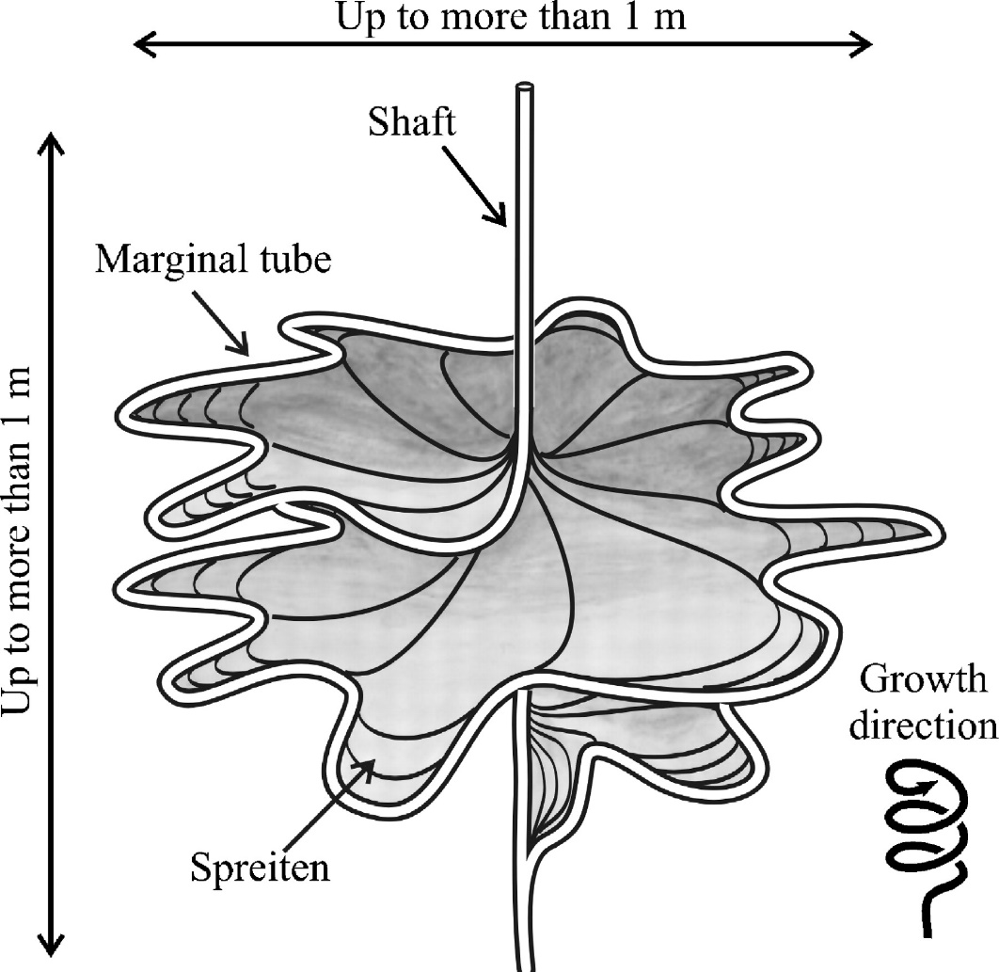 Up to more than 1 m
Shaft
Marginal tube
Up to more than 1 m
Spreiten
Growth
direction